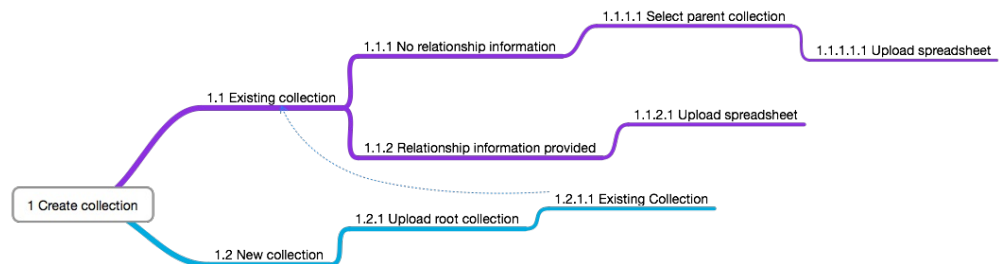 1.1.1.1 Select parent collection
1.1.1 No relationship information
1.1.1.1.1 Upload spreadsheet
1.1 Existing collection
1.1.2.1 Upload spreadsheet
1.1.2 Relationship information provided
1 Create collection
1.2.1.1 Existing Collection
1.2.1 Upload root collection
1.2 New collection